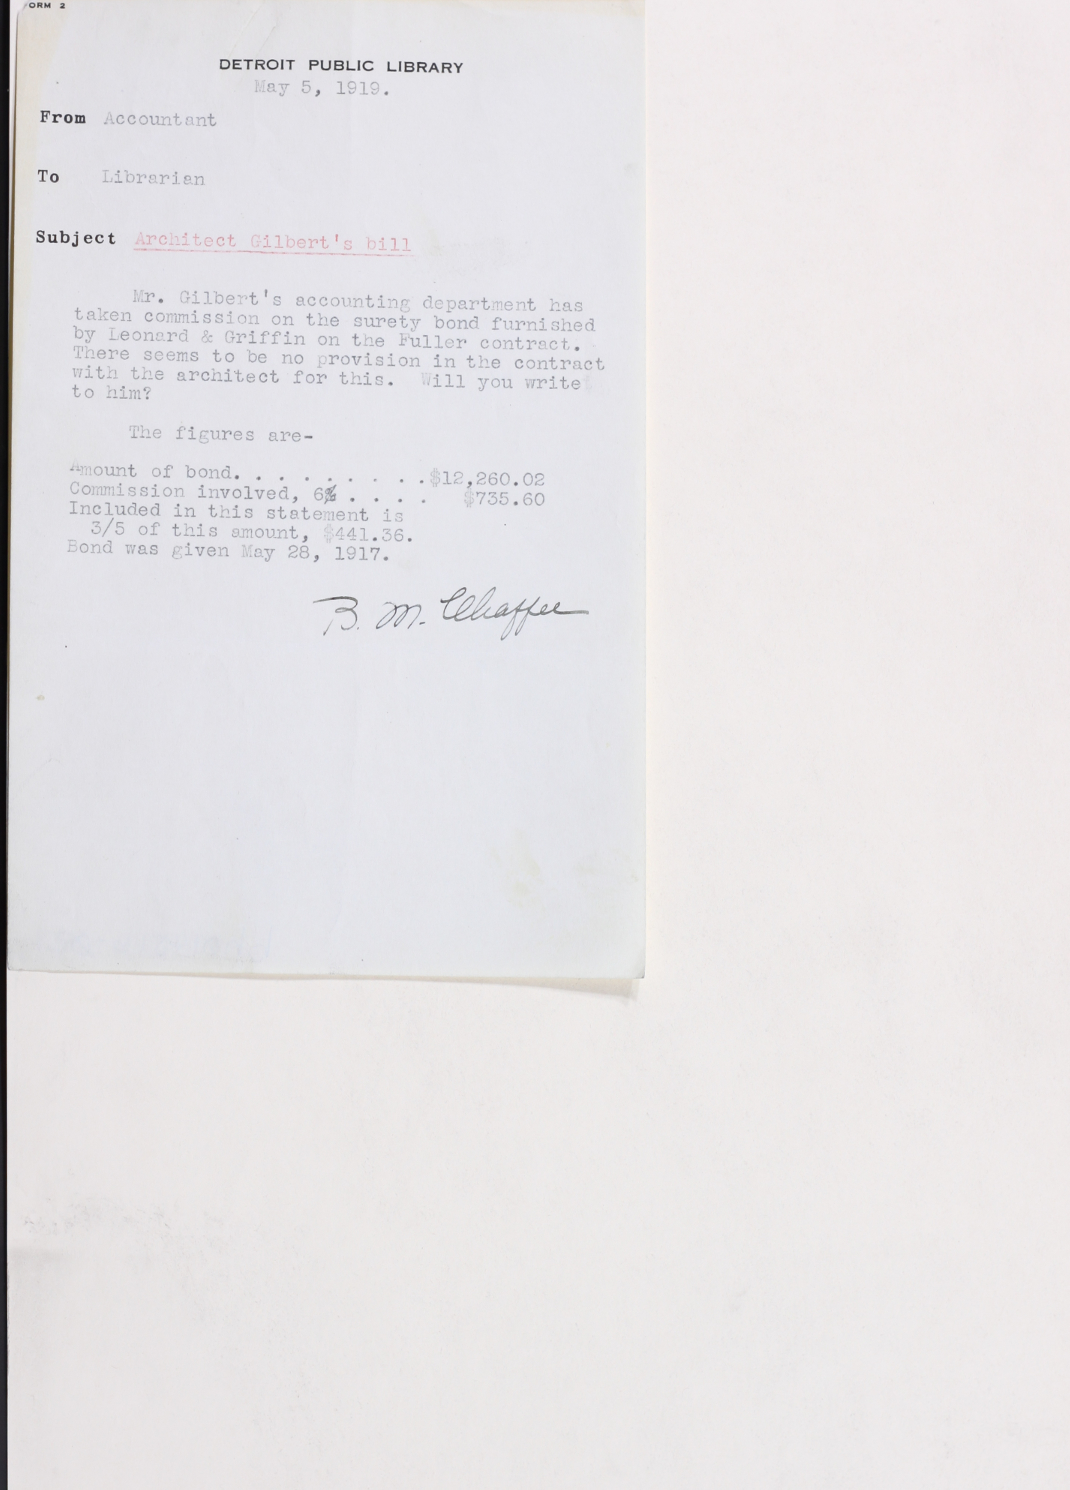 ORM 2
DETROIT PUBLIC LIBRARY
May 5, 1919.
From Accountant
To Librarian
Subject Architect Gilbert's bill
Mr. Gilbert's accounting department has
taken commission on the surety bond furnished
by Leonard & Griffin on the Fuller contract.
There seems to be no provision in the contract
with the architect for this. Will you write
to him?
The figures are-
Amount of bond. . . . . . . . .$12,260.02
Commission involved, 6% . . . . $735.60
Included in this statement is
3/5 of this amount, $441.36.
Bond was given May 28, 1917.
B. M. Chaffee